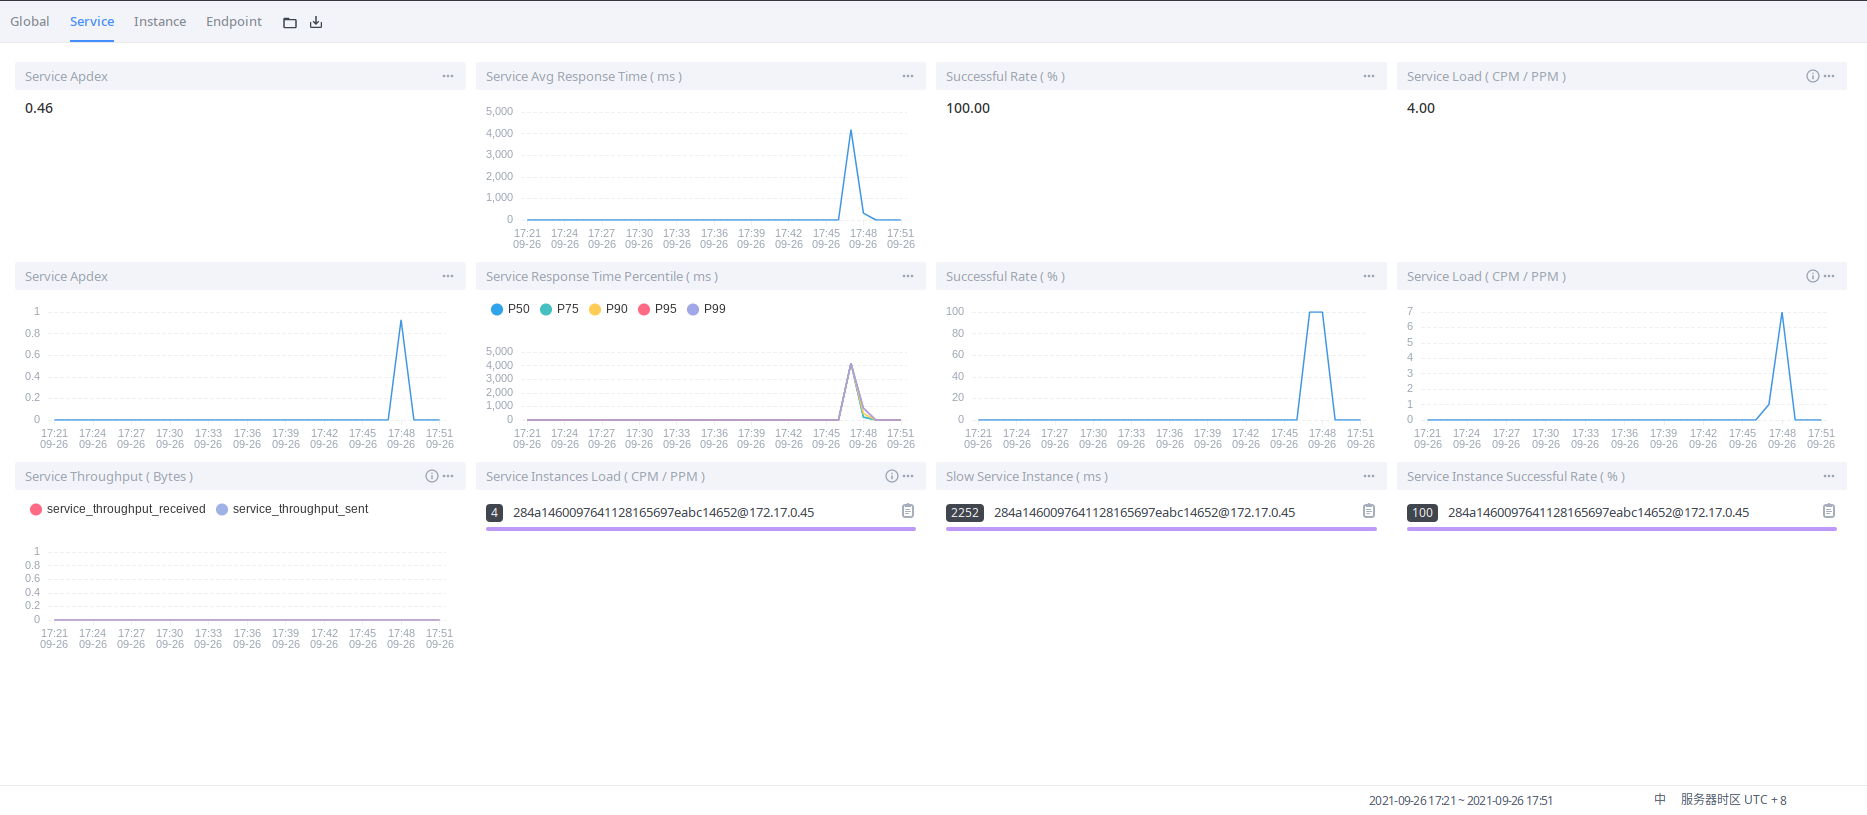 Global Service Instance Endpoint
Service Apdex
0.46
Service Avg Response Time ( ms )
5,000
4,000
3,000
2,000
1,000
0
17:21 17:24 17:27 17:30 17:33 17:36 17:39 17:42 17:45 17:48 17:51
09-26 09-26 09-26 09-26 09-26 09-26 09-26 09-26 09-26 09-26 09-26
Successful Rate ( % )
100.00
Service Load ( CPM / PPM )
4.00
Service Apdex
1
0.8
0.6
0.4
0.2
0
17:21 17:24 17:27 17:30 17:33 17:36 17:39 17:42 17:45 17:48 17:51
09-26 09-26 09-26 09-26 09-26 09-26 09-26 09-26 09-26 09-26 09-26
Service Response Time Percentile ( ms )
P50 P75 P90 P95 P99
5,000
4,000
3,000
2,000
1,000
0
17:21 17:24 17:27 17:30 17:33 17:36 17:39 17:42 17:45 17:48 17:51
09-26 09-26 09-26 09-26 09-26 09-26 09-26 09-26 09-26 09-26 09-26
Successful Rate ( % )
100
80
60
40
20
0
17:21 17:24 17:27 17:30 17:33 17:36 17:39 17:42 17:45 17:48 17:51
09-26 09-26 09-26 09-26 09-26 09-26 09-26 09-26 09-26 09-26 09-26
Service Load ( CPM / PPM )
7
6
5
4
3
2
1
0
17:21 17:24 17:27 17:30 17:33 17:36 17:39 17:42 17:45 17:48 17:51
09-26 09-26 09-26 09-26 09-26 09-26 09-26 09-26 09-26 09-26 09-26
Service Throughput ( Bytes )
service_throughput_received service_throughput_sent
1
0.8
0.6
0.4
0.2
0
17:21 17:24 17:27 17:30 17:33 17:36 17:39 17:42 17:45 17:48 17:51
09-26 09-26 09-26 09-26 09-26 09-26 09-26 09-26 09-26 09-26 09-26
Service Instances Load ( CPM / PPM )
4 284a1460097641128165697eabc14652@172.17.0.45
Slow Service Instance ( ms )
2252 284a1460097641128165697eabc14652@172.17.0.45
Service Instance Successful Rate ( % )
100 284a1460097641128165697eabc14652@172.17.0.45
2021-09-26 17:21 ~ 2021-09-26 17:51 中 服务器时区 UTC + 8